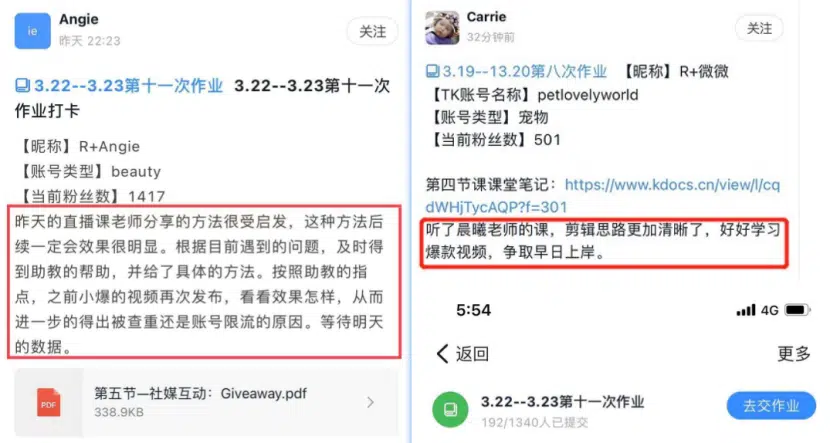 ie
Angie
昨天 22:23
关注
3.22--3.23第十一次作业 3.22--3.23第十一次
作业打卡
【昵称】R+Angie
【账号类型】beauty
【当前粉丝数】1417
昨天的直播课老师分享的方法很受启发，这种方法后
续一定会效果很明显。根据目前遇到的问题，及时得
到助教的帮助，并给了具体的方法。按照助教的指
点，之前小爆的视频再次发布，看看效果怎样，从而
进一步的得出被查重还是账号限流的原因。等待明天
的数据。
PDF
第五节—社媒互动：Giveaway.pdf
338.9KB
Carrie
32分钟前
关注
3.19--13.20第八次作业 【昵称】R+微微
【TK账号名称】petlovelyworld
【账号类型】宠物
【当前粉丝数】501
第四节课课堂笔记：https://www.kdocs.cn/view/l/cq
dWHjTycAQP?f=301
听了晨曦老师的课，剪辑思路更加清晰了，好好学习
爆款视频，争取早日上岸。
5:54
4G
返回
更多
3.22--3.23第十一次作业
192/1340人已提交
去交作业